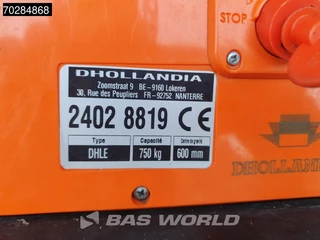 70284868
STOP
DHOLLANDIA
Zoomstraat 9 BE-9160 Lokeren
30, Rue des Peupliers FR-92752 NANTERRE
2402 8819 CE
Type Capacité
DHLE 750 kg 600 mm
DHOLLAN
BAS WORLD